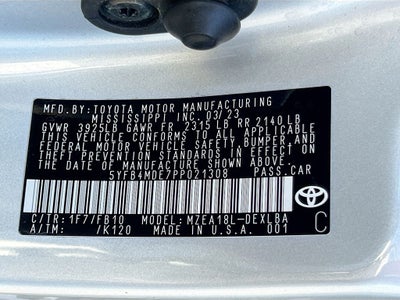 MFD.BY:TOYOTA MOTOR MANUFACTURING
MISSISSIPPI INC. 03/23
GVWR 3925LB GAWR FR 2315LB RR 2140LB
THIS VEHICLE CONFORMS TO ALL APPLICABLE
FEDERAL MOTOR VEHICLE SAFETY,BUMPER AND
THEFT PREVENTION STANDARDS IN EFFECT ON
THE DATE OF MANUFACTURE SHOWN ABOVE.
5YFB4MDE7PP021308 PASS.CAR
C/TR:1F7/FB10 MODEL:MZEA18L-DEXLBA
A/TM: /K120 MADE IN U.S.A. 001
C